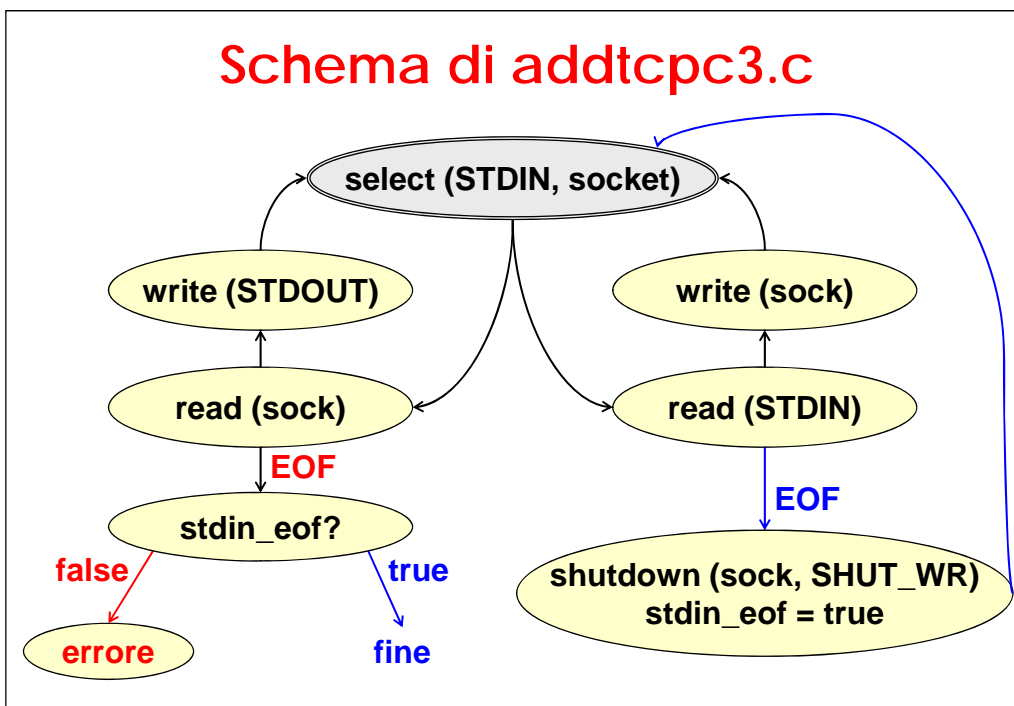 Schema di addtcpc3.c
select (STDIN, socket)
write (STDOUT)
write (sock)
read (sock)
read (STDIN)
EOF
EOF
stdin_eof?
false
true
shutdown (sock, SHUT_WR)
stdin_eof = true
errore
fine